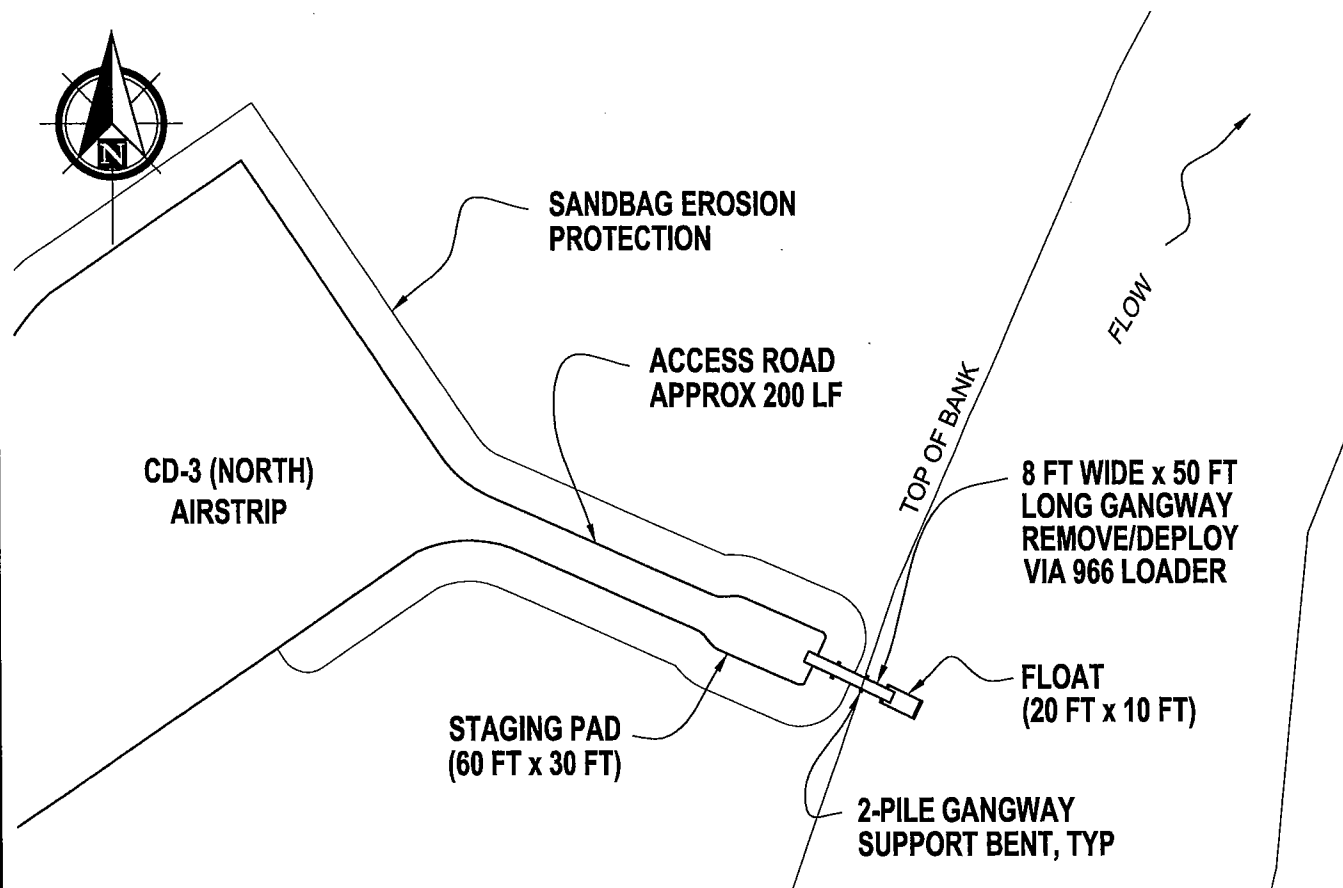 N
SANDBAG EROSION
PROTECTION
FLOW
ACCESS ROAD
APPROX 200 LF
TOP OF BANK
CD-3 (NORTH)
AIRSTRIP
8 FT WIDE x 50 FT
LONG GANGWAY
REMOVE/DEPLOY
VIA 966 LOADER
FLOAT
(20 FT x 10 FT)
STAGING PAD
(60 FT x 30 FT)
2-PILE GANGWAY
SUPPORT BENT, TYP